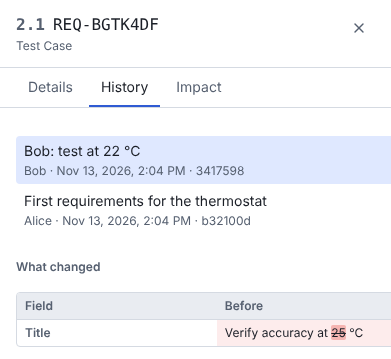 2.1 REQ-BGTK4DF
Test Case
Details History Impact
Bob: test at 22 °C
Bob · Nov 13, 2026, 2:04 PM · 3417598
First requirements for the thermostat
Alice · Nov 13, 2026, 2:04 PM · b32100d
What changed
Field Before
Title Verify accuracy at 25 °C